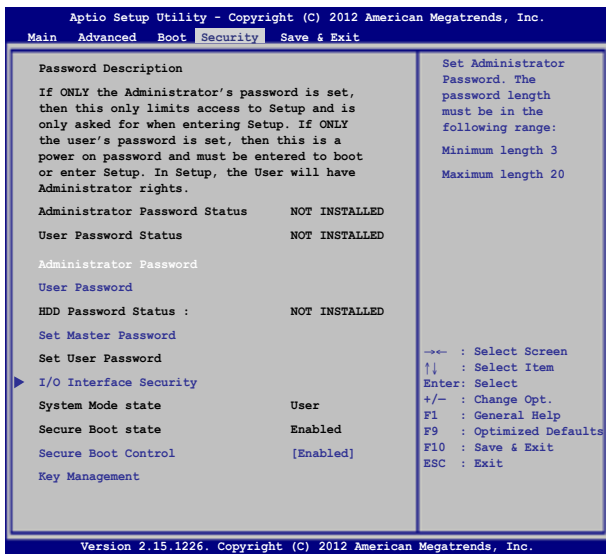 Aptio Setup Utility - Copyright (C) 2012 American Megatrends, Inc.
Main Advanced Boot Security Save & Exit
Password Description
If ONLY the Administrator's password is set,
then this only limits access to Setup and is
only asked for when entering Setup. If ONLY
the user's password is set, then this is a
power on password and must be entered to boot
or enter Setup. In Setup, the User will have
Administrator rights.
Administrator Password Status NOT INSTALLED
User Password Status NOT INSTALLED
Administrator Password
User Password
HDD Password Status : NOT INSTALLED
Set Master Password
Set User Password
I/O Interface Security
System Mode state User
Secure Boot state Enabled
Secure Boot Control [Enabled]
Key Management
Set Administrator
Password. The
password length
must be in the
following range:
Minimum length 3
Maximum length 20
→← : Select Screen
↑↓ : Select Item
Enter: Select
+/— : Change Opt.
F1 : General Help
F9 : Optimized Defaults
F10 : Save & Exit
ESC : Exit
Version 2.15.1226. Copyright (C) 2012 American Megatrends, Inc.